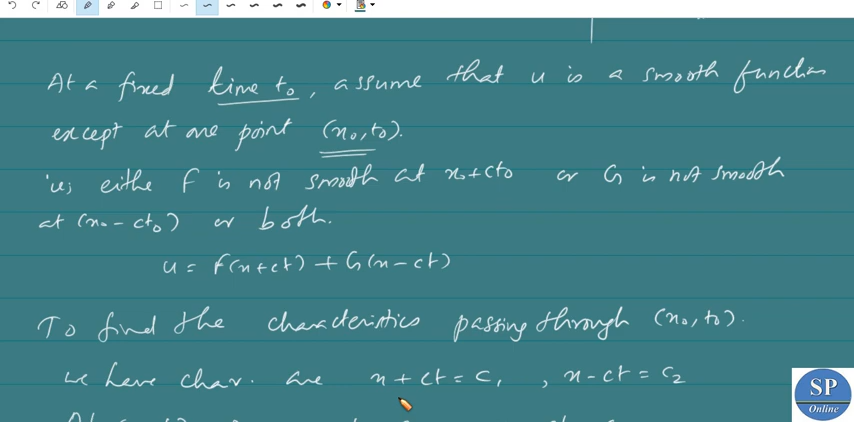 At a fixed time t₀, assume that u is a smooth function
except at one point (x₀, t₀).
ie; eithe F is not smooth at x₀+ct₀ or G is not smooth
at (x₀ - ct₀) or both.
u = F(x+ct) + G(x-ct)
To find the characteristics passing through (x₀, t₀).
we have char. are x + ct = c₁, x - ct = c₂
SP
Online